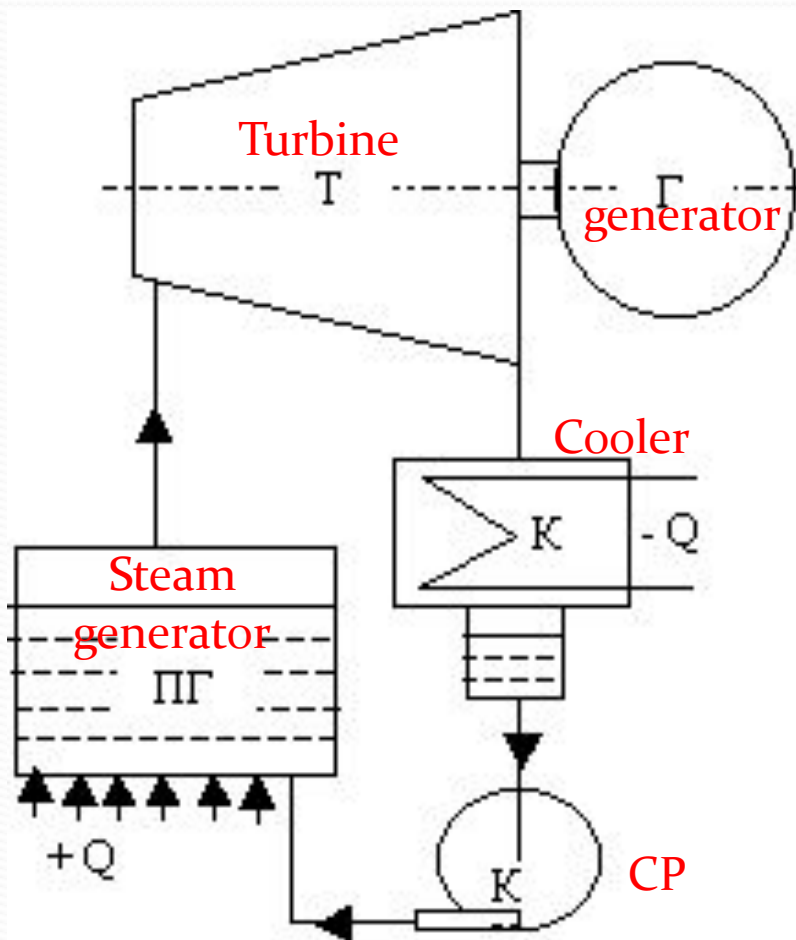 Turbine
Т
Г
generator
Cooler
К
- Q
Steam
generator
ПГ
+ Q
CP
К